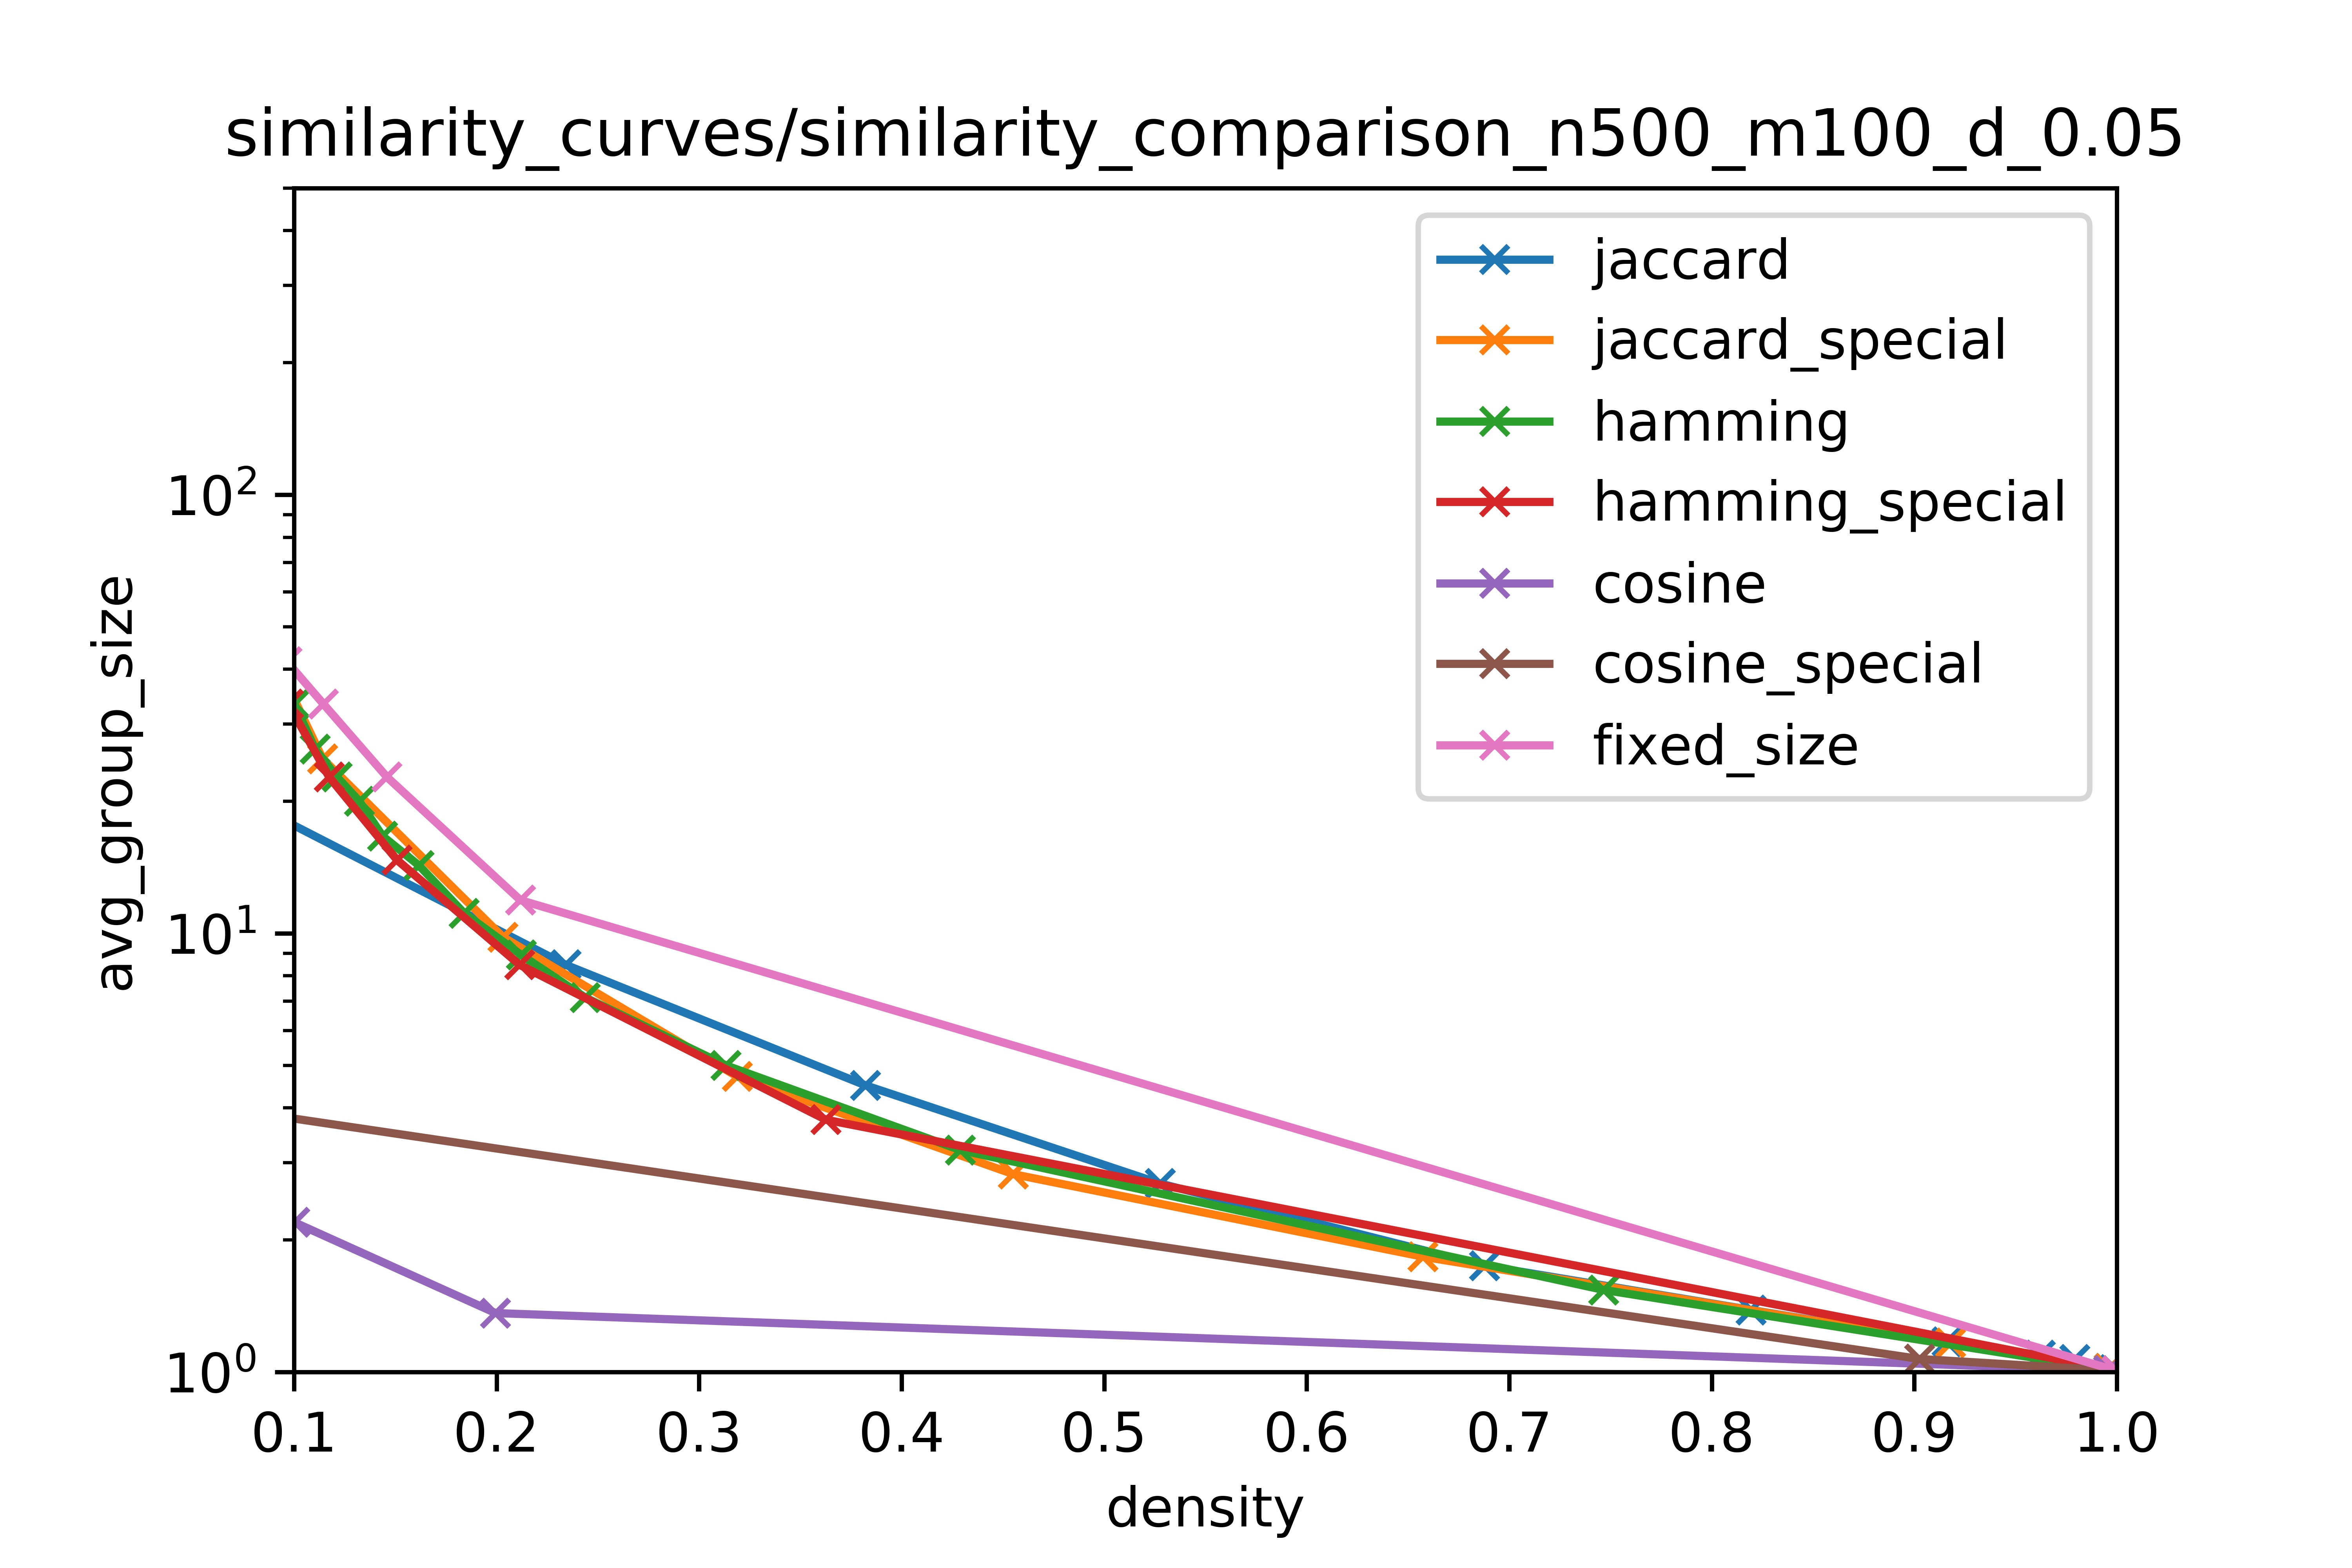 similarity_curves/similarity_comparison_n500_m100_d_0.05
avg_group_size
10²
10¹
10⁰
jaccard
jaccard_special
hamming
hamming_special
cosine
cosine_special
fixed_size
0.1 0.2 0.3 0.4 0.5 0.6 0.7 0.8 0.9 1.0
density